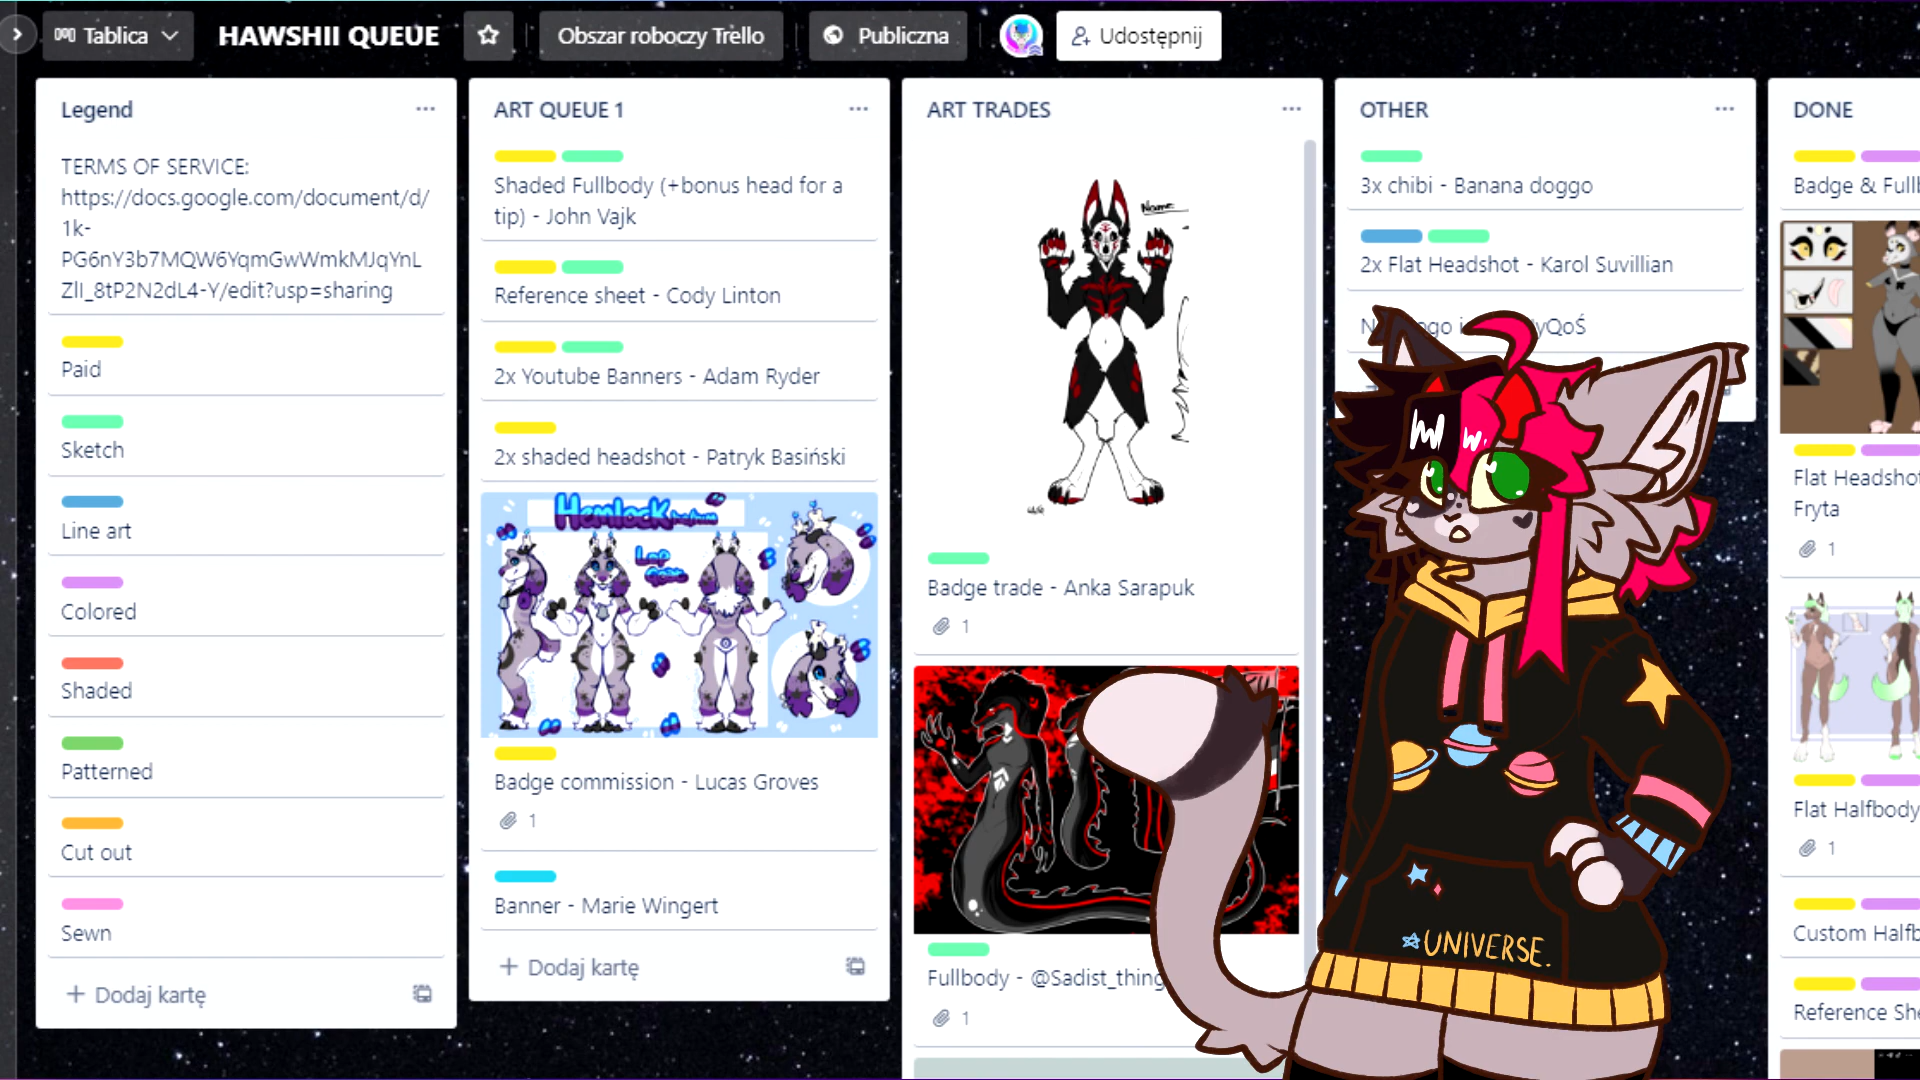 Tablica
HAWSHII QUEUE
Obszar roboczy Trello
Publiczna
Udostępnij
Legend
TERMS OF SERVICE:
https://docs.google.com/document/d/
1k-
PG6nY3b7MQW6YqmGwWmkMJqYnL
ZlI_8tP2N2dL4-Y/edit?usp=sharing
Paid
Sketch
Line art
Colored
Shaded
Patterned
Cut out
Sewn
+ Dodaj kartę
ART QUEUE 1
Shaded Fullbody (+bonus head for a
tip) - John Vajk
Reference sheet - Cody Linton
2x Youtube Banners - Adam Ryder
2x shaded headshot - Patryk Basiński
Hemlock
Lop
Badge commission - Lucas Groves
1
Banner - Marie Wingert
+ Dodaj kartę
ART TRADES
Name
Badge trade - Anka Sarapuk
1
Fullbody - @Sadist_thing
1
OTHER
3x chibi - Banana doggo
2x Flat Headshot - Karol Suvillian
UNIVERSE.
DONE
Badge & Fullb
Flat Headshot
Fryta
1
Flat Halfbody
1
Custom Halfb
Reference She